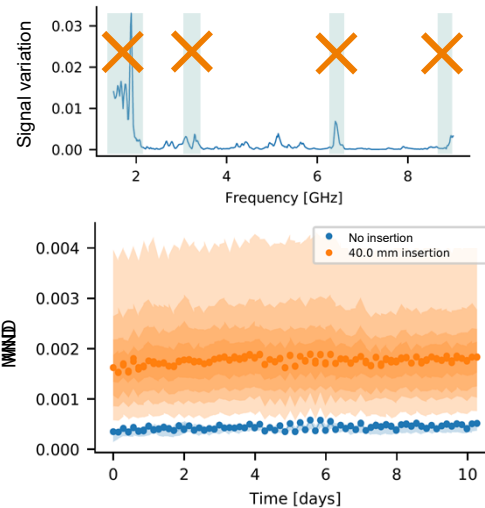 Signal variation
0.03
0.02
0.01
0.00
2 4 6 8
Frequency [GHz]
No insertion
40.0 mm insertion
0.004
0.003
0.002
0.001
0.000
0 2 4 6 8 10
Time [days]